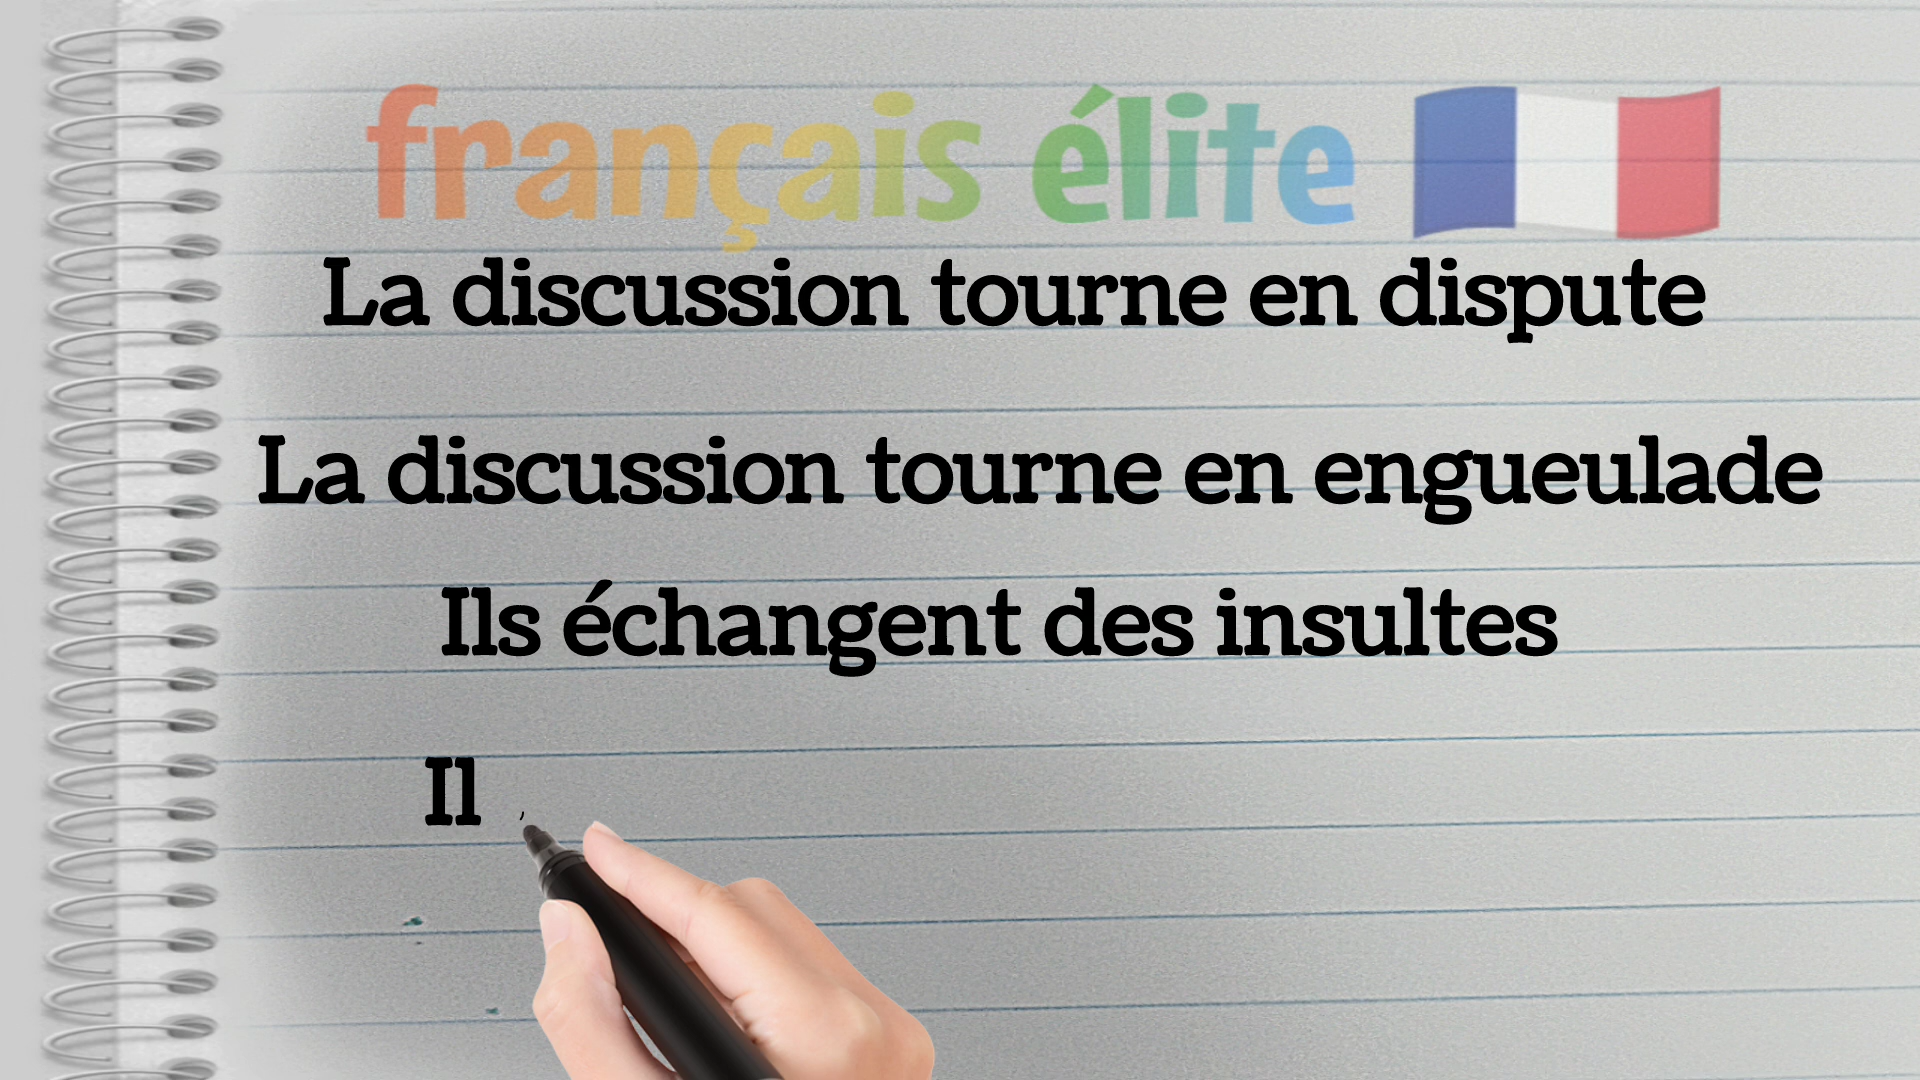 français élite
La discussion tourne en dispute
La discussion tourne en engueulade
Ils échangent des insultes
Il